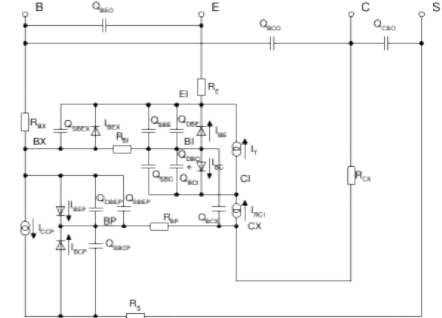 B E C S
Q_BEO
Q_BCO Q_CSO
R_E
EI
R_BX Q_SBEX I_BEX Q_SBE Q_DBE I_BE
R_BI I_T
BX BI
Q_DBC
Q_SBC + I_BC CI
Q_BCI R_CX
I_BEP Q_DBEP Q_SBEP I_RCI
BP R_BP Q_BCX CX
I_CCP
I_BCP Q_SBCP
R_S